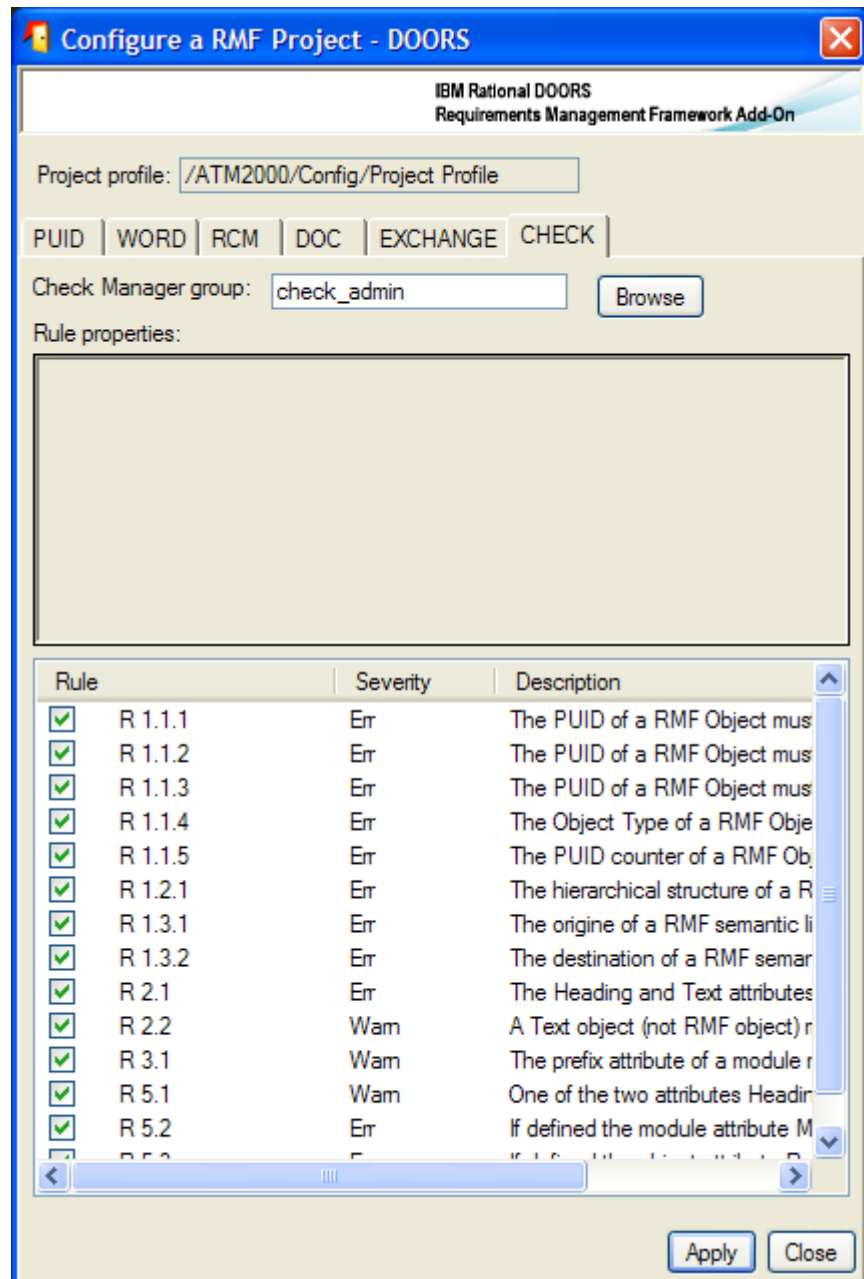 Configure a RMF Project - DOORS
IBM Rational DOORS
Requirements Management Framework Add-On
Project profile: /ATM2000/Config/Project Profile
PUID WORD RCM DOC EXCHANGE CHECK
Check Manager group: check_admin Browse
Rule properties:
Rule Severity Description
R 1.1.1 Err The PUID of a RMF Object must
R 1.1.2 Err The PUID of a RMF Object must
R 1.1.3 Err The PUID of a RMF Object must
R 1.1.4 Err The Object Type of a RMF Obje
R 1.1.5 Err The PUID counter of a RMF Obj
R 1.2.1 Err The hierarchical structure of a R
R 1.3.1 Err The origine of a RMF semantic li
R 1.3.2 Err The destination of a RMF seman
R 2.1 Err The Heading and Text attributes
R 2.2 Warn A Text object (not RMF object) r
R 3.1 Warn The prefix attribute of a module r
R 5.1 Warn One of the two attributes Headin
R 5.2 Err If defined the module attribute M
Apply Close